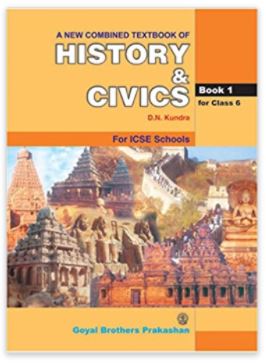 A NEW COMBINED TEXTBOOK OF
HISTORY
&
CIVICS
Book 1
for Class 6
D.N. Kundra
For ICSE Schools
Goyal Brothers Prakashan